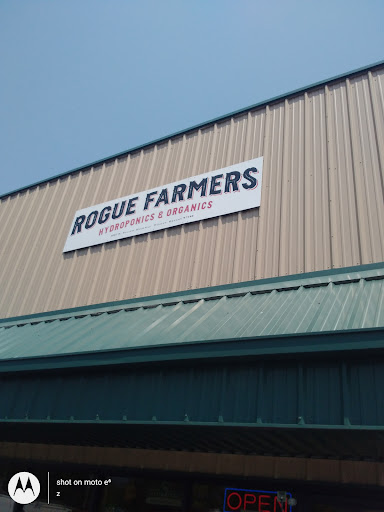 ROGUE FARMERS
HYDROPONICS & ORGANICS
OPEN
shot on moto e⁶
z